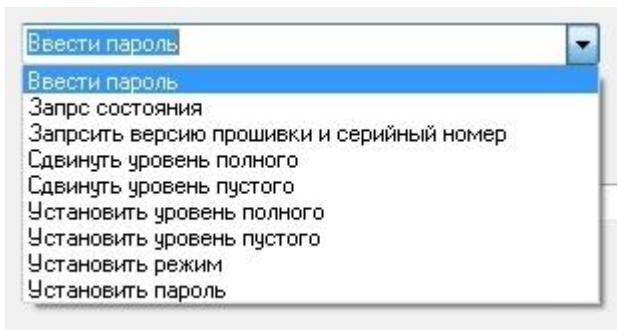 Ввести пароль
Ввести пароль
Запрс состояния
Запрсить версию прошивки и серийный номер
Сдвинуть уровень полного
Сдвинуть уровень пустого
Установить уровень полного
Установить уровень пустого
Установить режим
Установить пароль